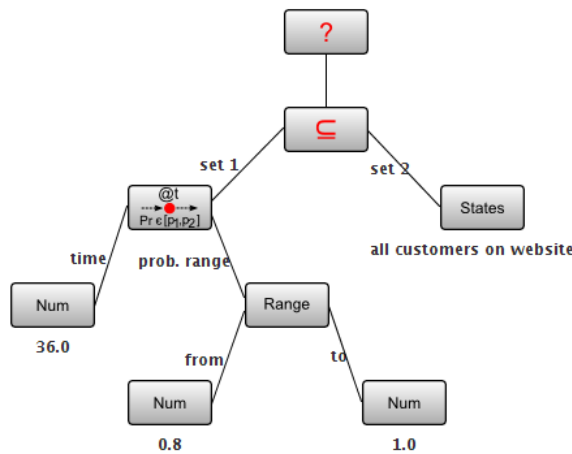 ?
⊆
set 1
set 2
@t
Pr ϵ[p1,p2]
States
time
prob. range
all customers on website
Num
Range
36.0
from
to
Num
Num
0.8
1.0